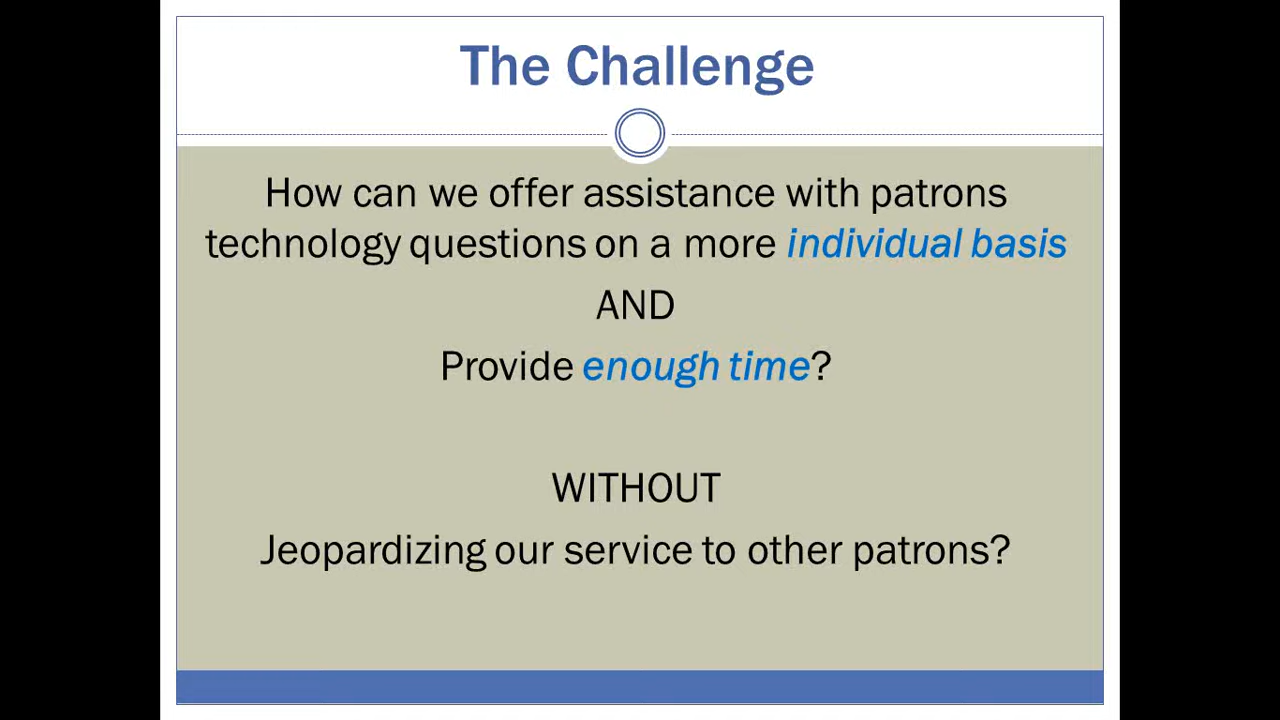 The Challenge
How can we offer assistance with patrons
technology questions on a more individual basis
AND
Provide enough time?
WITHOUT
Jeopardizing our service to other patrons?